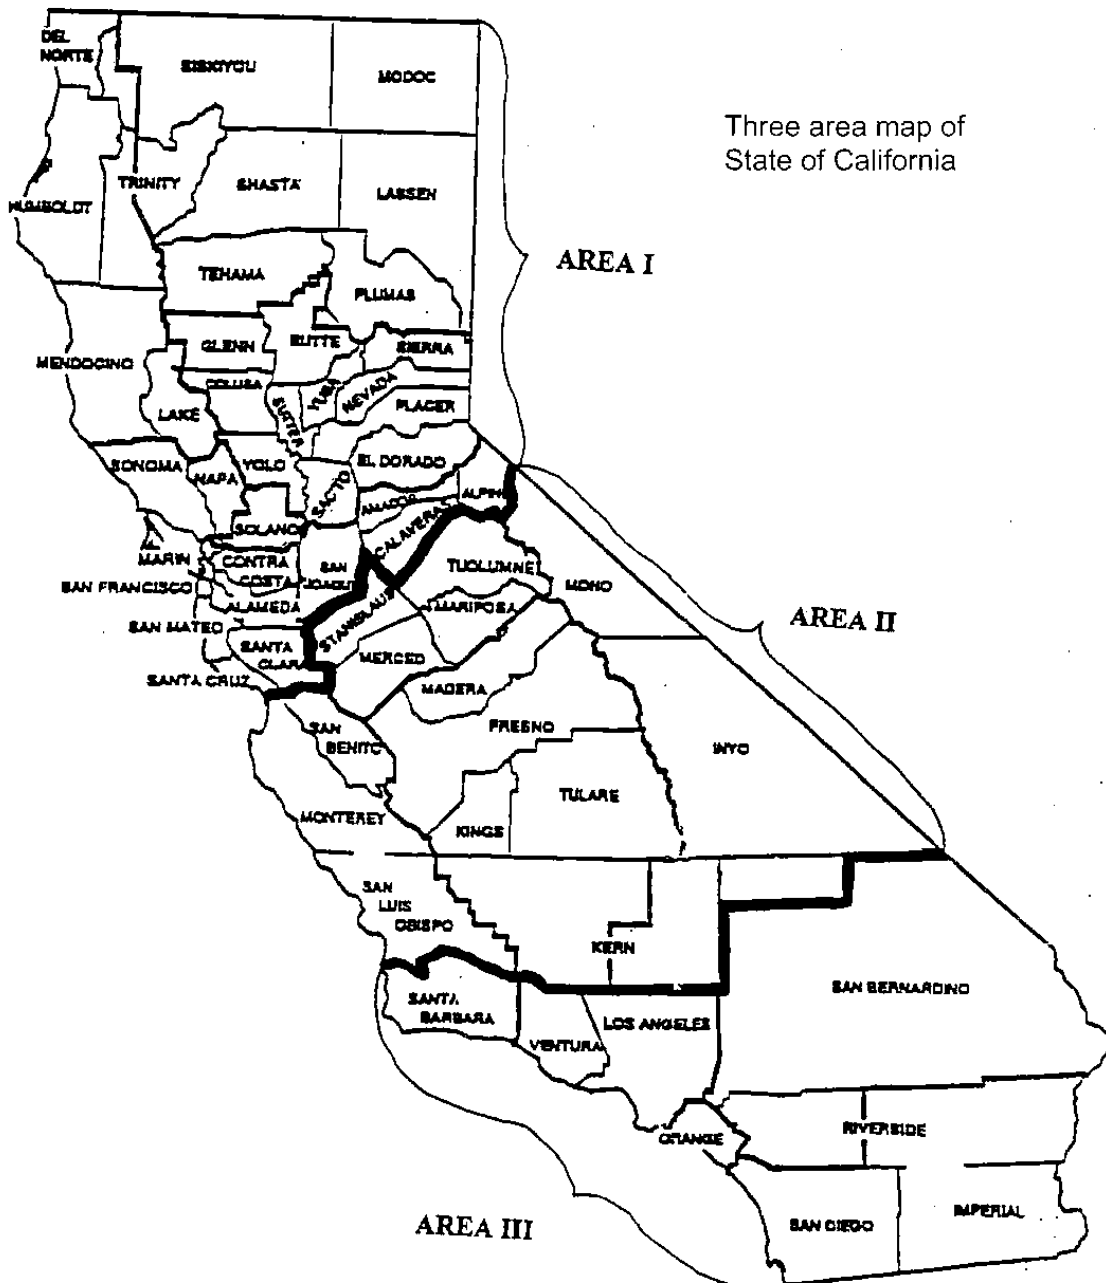 DEL
NORTE
SISKIYOU
MODOC
Three area map of
State of California
TRINITY
SHASTA
LASSEN
HUMBOLDT
AREA I
TEHAMA
PLUMAS
GLENN
BUTTE
SIERRA
MENDOCINO
COLUSA
YUBA
NEVADA
LAKE
SUTTER
PLACER
SONOMA
NAPA
YOLO
EL DORADO
SACTO
AMADOR
ALPINE
SOLANO
CALAVERAS
MARIN
CONTRA
COSTA
SAN
JOAQUIN
TUOLUMNE
MONO
SAN FRANCISCO
ALAMEDA
STANISLAUS
MARIPOSA
AREA II
SAN MATEO
SANTA
CLARA
MERCED
SANTA CRUZ
MADERA
SAN
BENITO
FRESNO
INYO
MONTEREY
KINGS
TULARE
SAN
LUIS
OBISPO
KERN
SANTA
BARBARA
VENTURA
LOS ANGELES
SAN BERNARDINO
ORANGE
RIVERSIDE
AREA III
SAN DIEGO
IMPERIAL